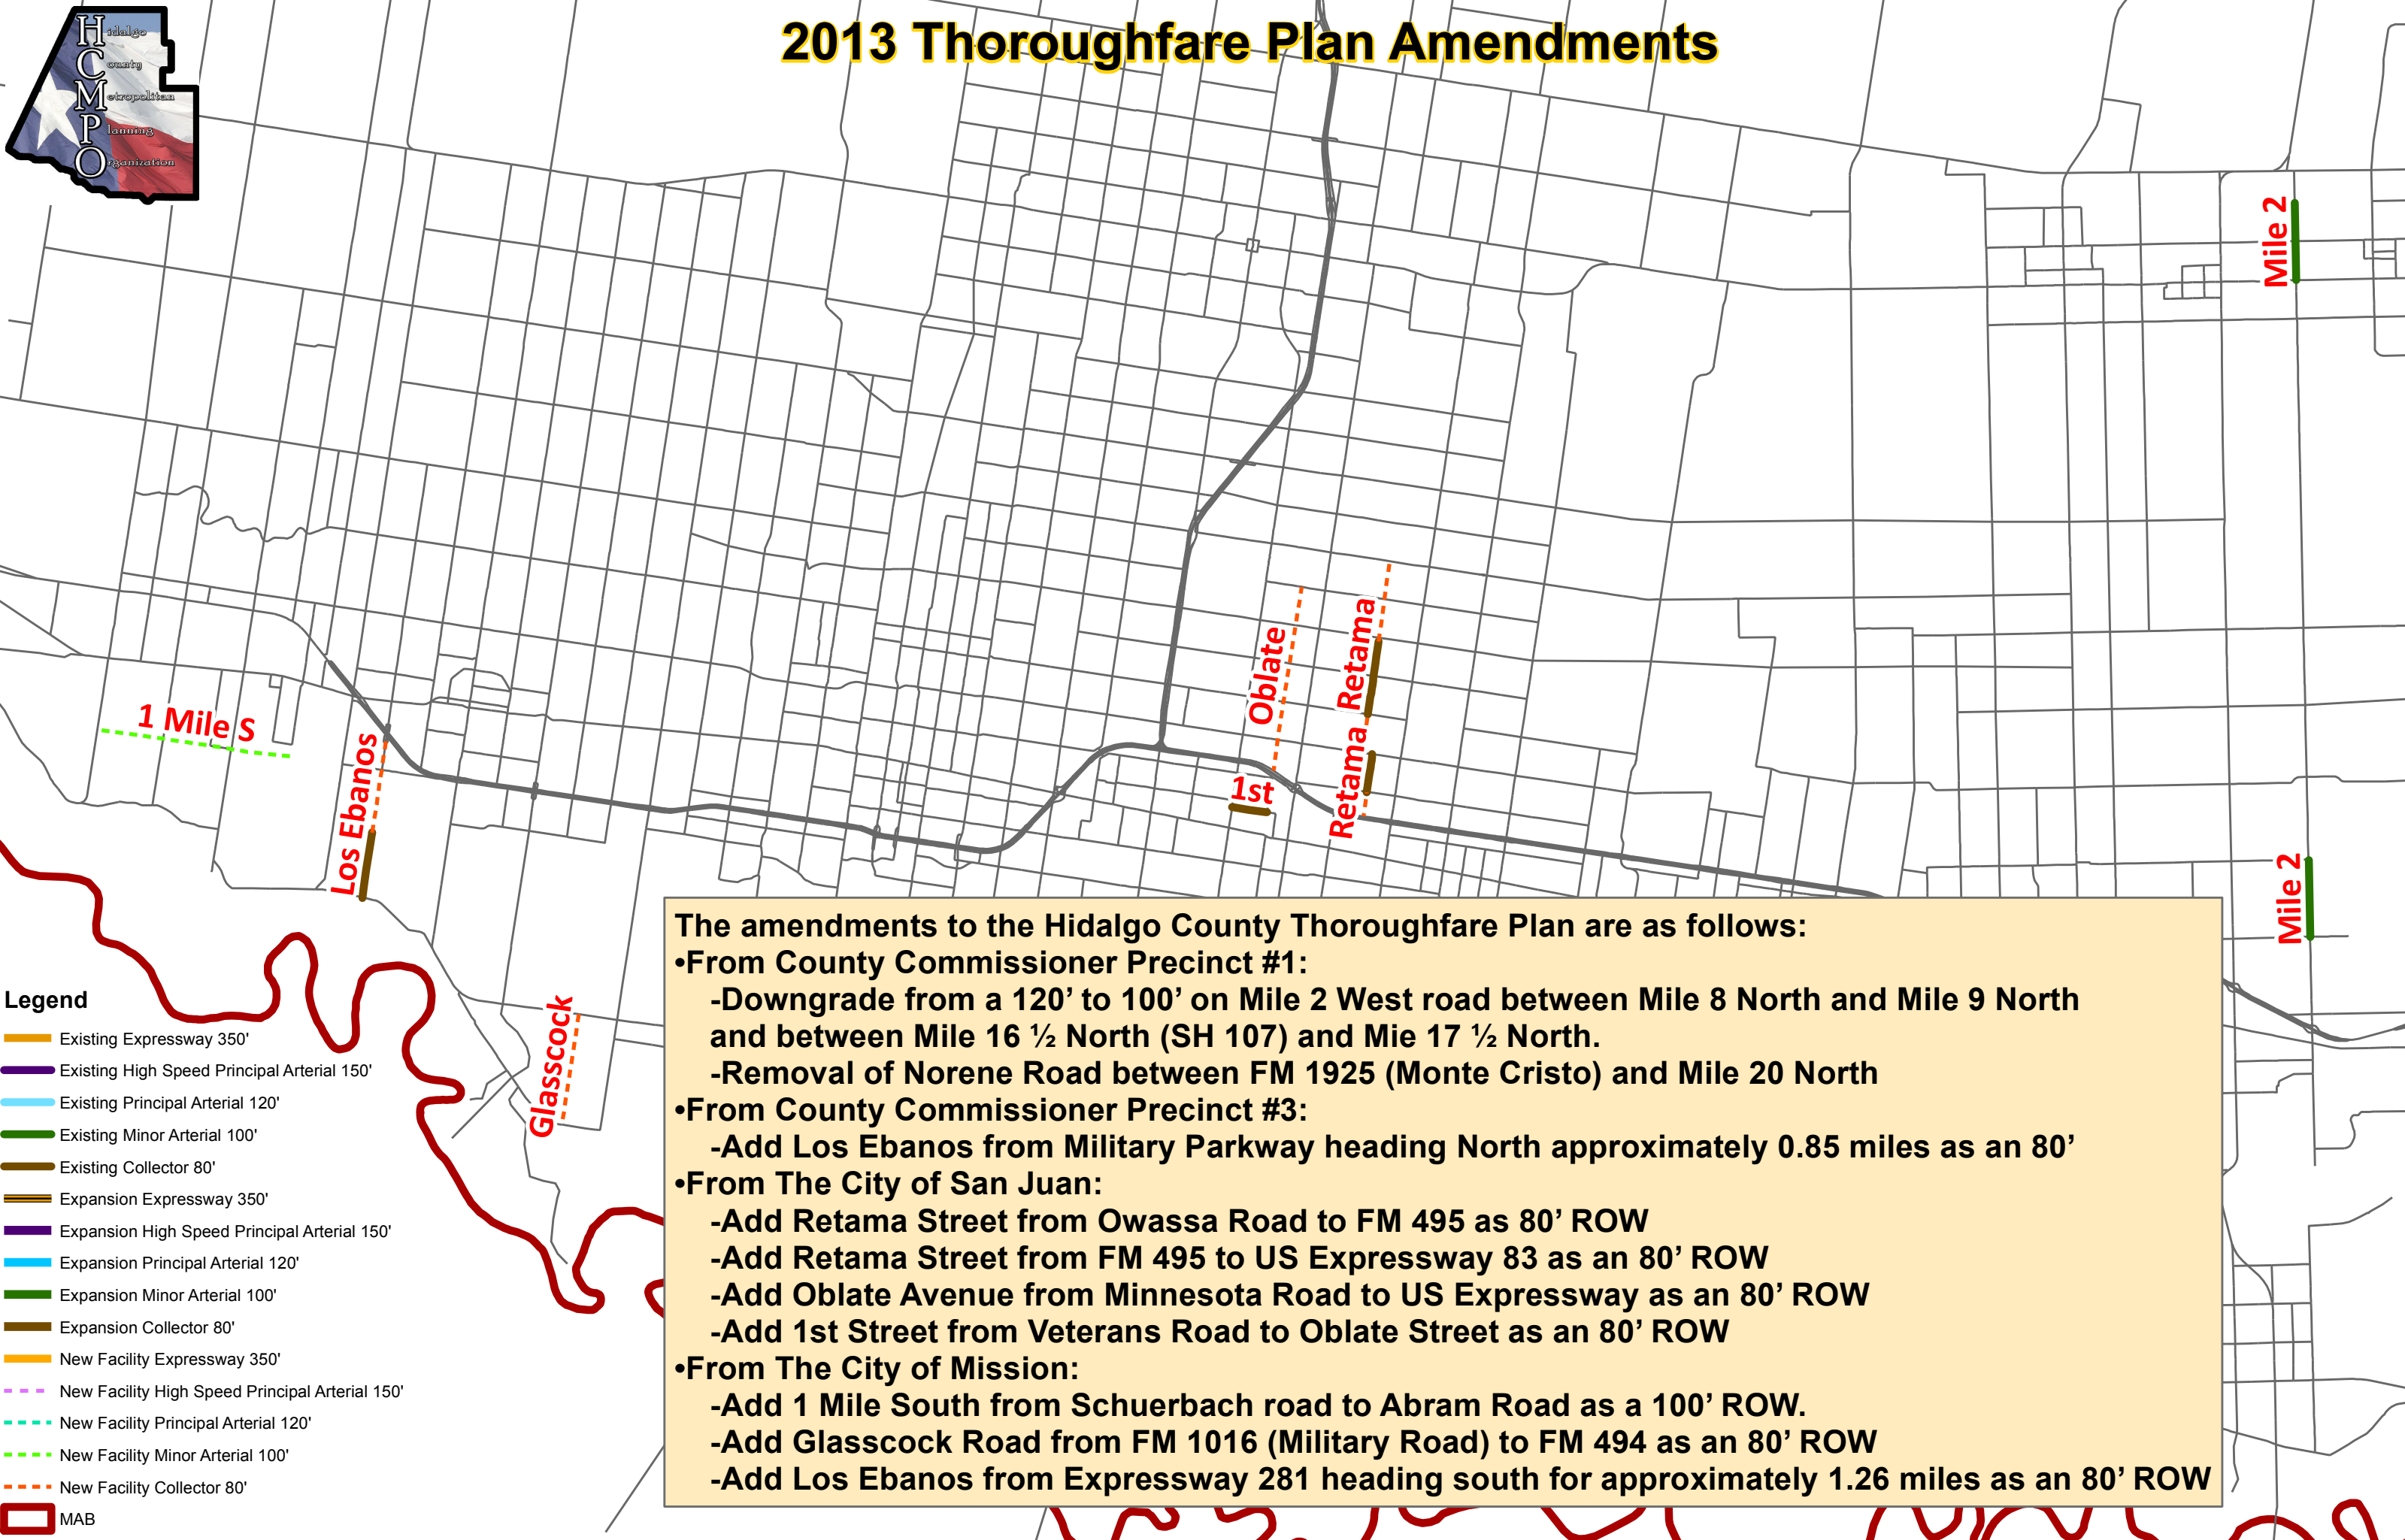 Hidalgo
County
Metropolitan
Planning
Organization
2013 Thoroughfare Plan Amendments
Mile 2
Oblate
Retama
1 Mile S
Los Ebanos
Retama
1st
Mile 2
Glasscock
The amendments to the Hidalgo County Thoroughfare Plan are as follows:
•From County Commissioner Precinct #1:
-Downgrade from a 120’ to 100’ on Mile 2 West road between Mile 8 North and Mile 9 North
and between Mile 16 ½ North (SH 107) and Mie 17 ½ North.
-Removal of Norene Road between FM 1925 (Monte Cristo) and Mile 20 North
•From County Commissioner Precinct #3:
-Add Los Ebanos from Military Parkway heading North approximately 0.85 miles as an 80’
•From The City of San Juan:
-Add Retama Street from Owassa Road to FM 495 as 80’ ROW
-Add Retama Street from FM 495 to US Expressway 83 as an 80’ ROW
-Add Oblate Avenue from Minnesota Road to US Expressway as an 80’ ROW
-Add 1st Street from Veterans Road to Oblate Street as an 80’ ROW
•From The City of Mission:
-Add 1 Mile South from Schuerbach road to Abram Road as a 100’ ROW.
-Add Glasscock Road from FM 1016 (Military Road) to FM 494 as an 80’ ROW
-Add Los Ebanos from Expressway 281 heading south for approximately 1.26 miles as an 80’ ROW
Legend
Existing Expressway 350'
Existing High Speed Principal Arterial 150'
Existing Principal Arterial 120'
Existing Minor Arterial 100'
Existing Collector 80'
Expansion Expressway 350'
Expansion High Speed Principal Arterial 150'
Expansion Principal Arterial 120'
Expansion Minor Arterial 100'
Expansion Collector 80'
New Facility Expressway 350'
New Facility High Speed Principal Arterial 150'
New Facility Principal Arterial 120'
New Facility Minor Arterial 100'
New Facility Collector 80'
MAB